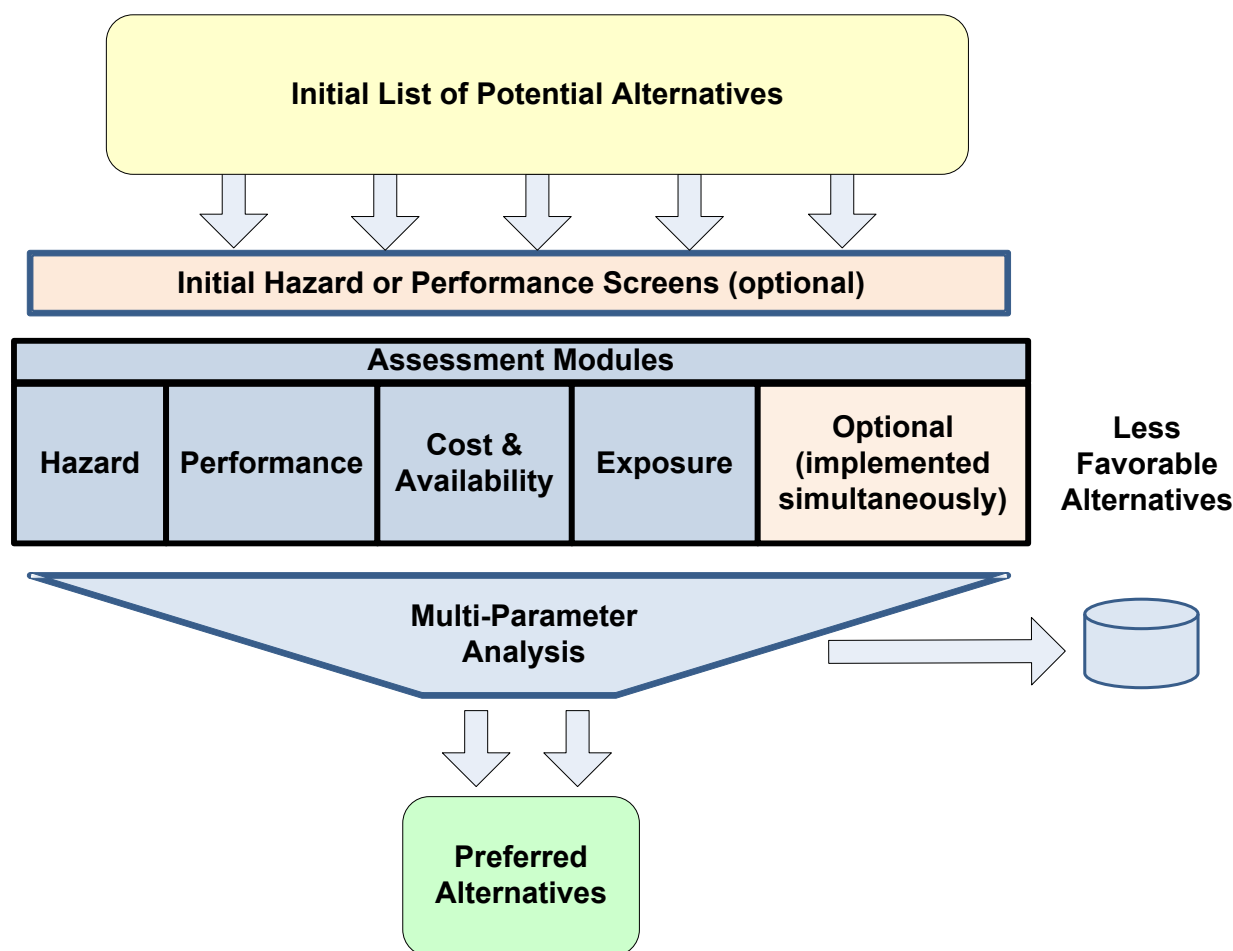 Initial List of Potential Alternatives
Initial Hazard or Performance Screens (optional)
Assessment Modules
Hazard
Performance
Cost &
Availability
Exposure
Optional
(implemented
simultaneously)
Less
Favorable
Alternatives
Multi-Parameter
Analysis
Preferred
Alternatives